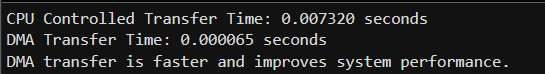 CPU Controlled Transfer Time: 0.007320 seconds
DMA Transfer Time: 0.000065 seconds
DMA transfer is faster and improves system performance.